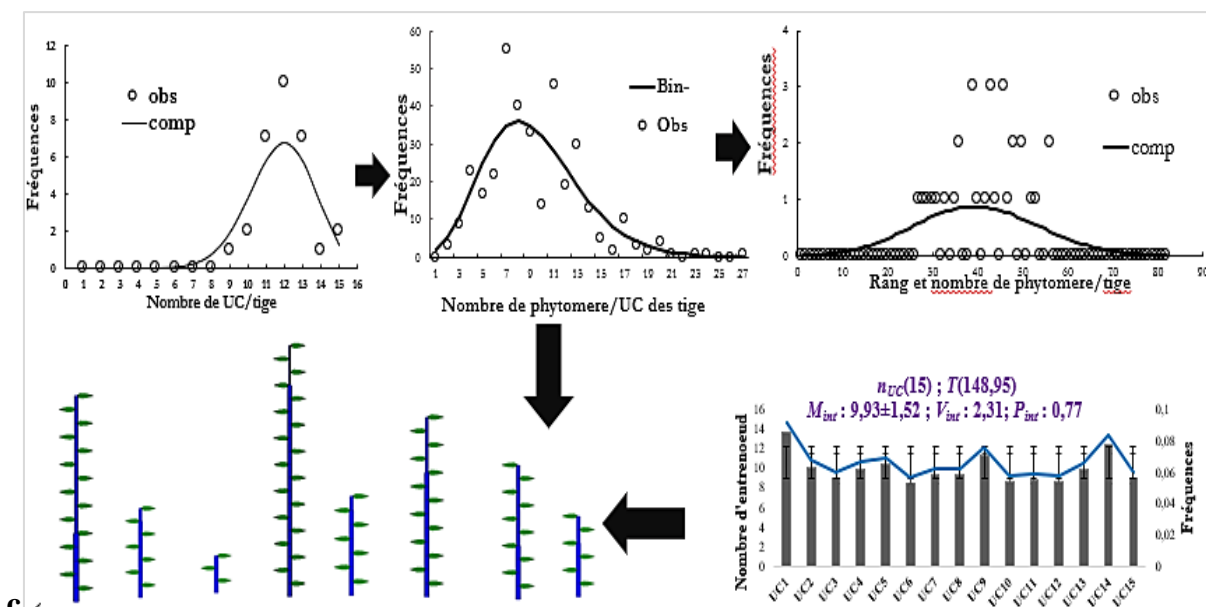 12
10
8
6
4
2
0
obs
comp
Fréquences
0 1 2 3 4 5 6 7 8 9 10 11 12 13 14 15 16
Nombre de UC/tige
60
50
40
30
20
10
0
Bin-
Obs
Fréquences
1 3 5 7 9 11 13 15 17 19 21 23 25 27
Nombre de phytomere/UC des tige
4
3
2
1
0
obs
comp
Fréquences
0 10 20 30 40 50 60 70 80 90
Rang et nombre de phytomere/tige
nUC(15) ; T(148,95)
Mint : 9,93±1,52 ; Vint : 2,31; Pint : 0,77
Nombre d'entrenoeud
16
14
12
10
8
6
4
2
0
0,1
0,08
0,06
0,04
0,02
0
Fréquences
UC1 UC2 UC3 UC4 UC5 UC6 UC7 UC8 UC9 UC10 UC11 UC12 UC13 UC14 UC15